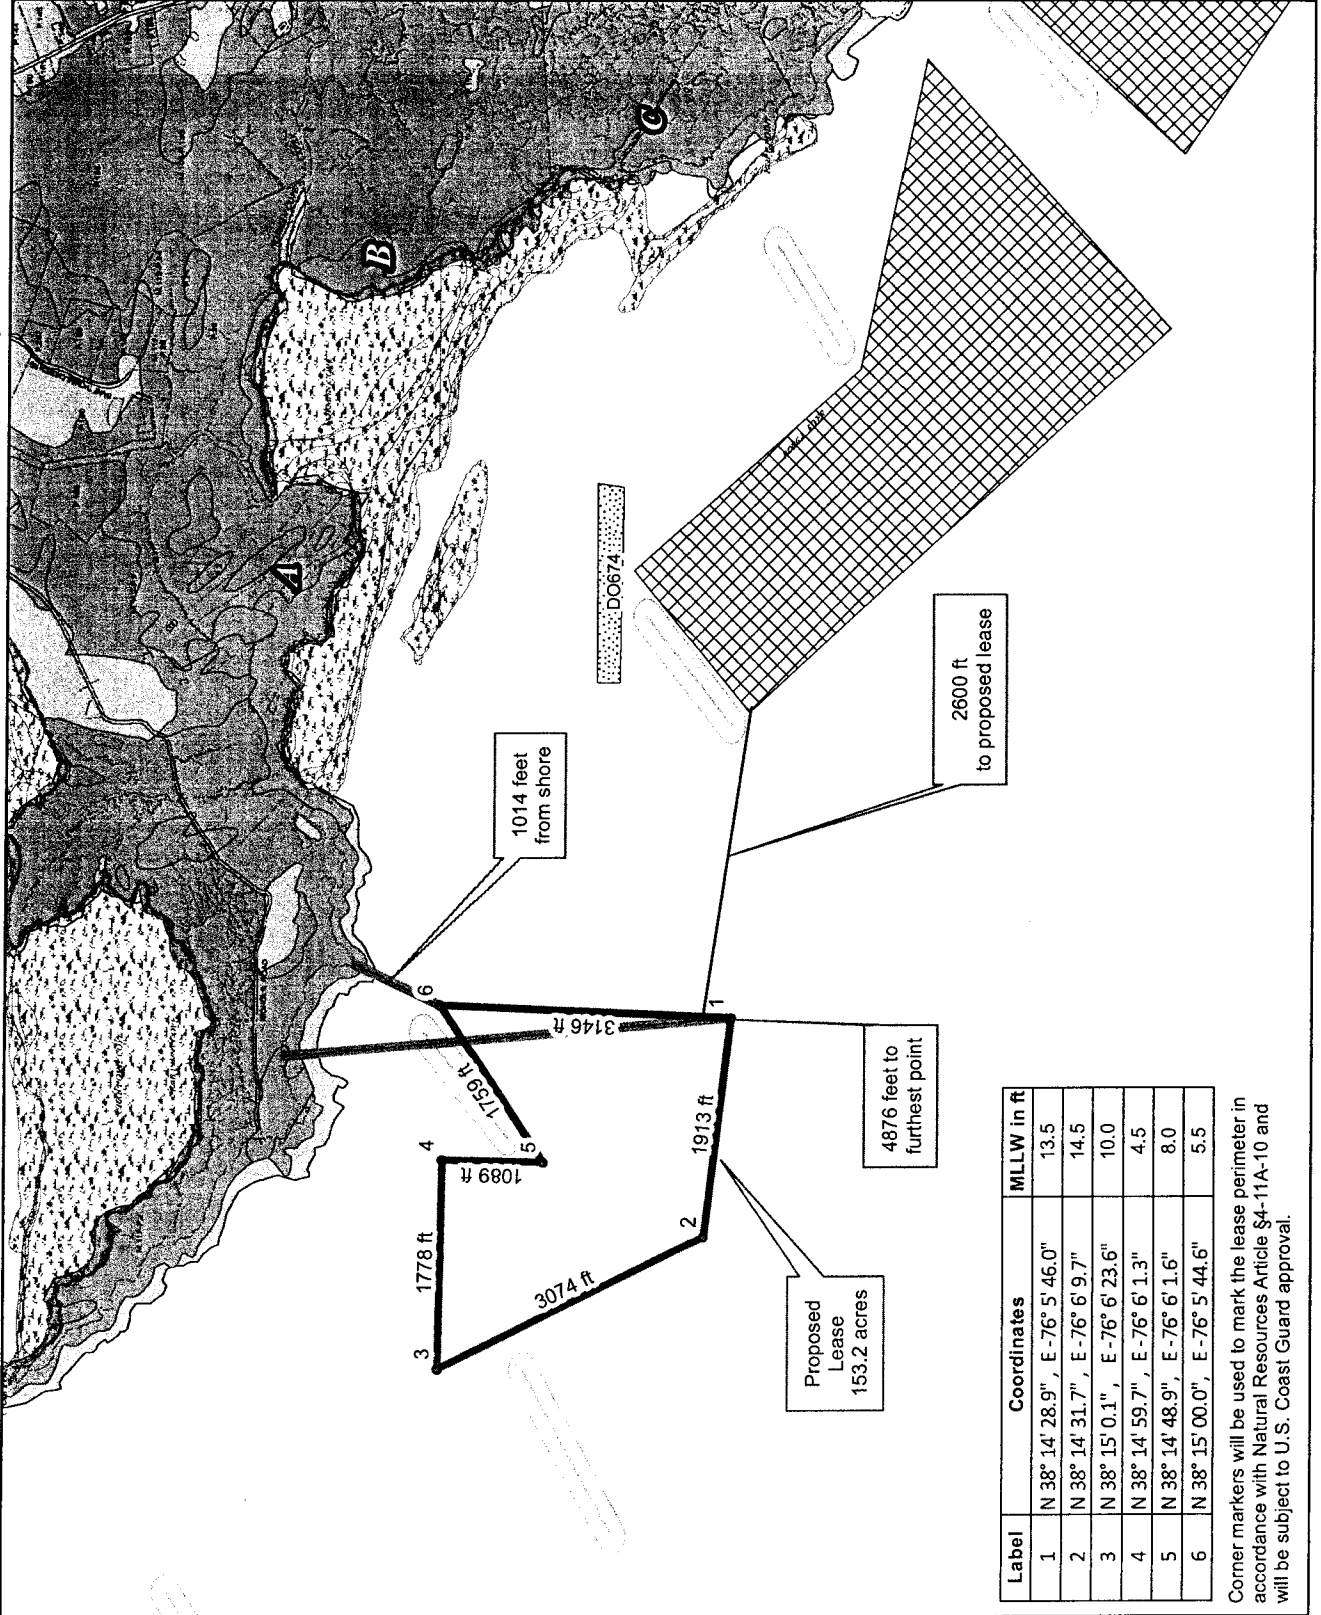 A
B
C
DO674
1014 feet
from shore
2600 ft
to proposed lease
6
3146 ft
1
1759 ft
5
4
1089 ft
1778 ft
3
3074 ft
2
1913 ft
4876 feet to
furthest point
Proposed
Lease
153.2 acres
Label Coordinates MLLW in ft
1 N 38° 14' 28.9" , E -76° 5' 46.0" 13.5
2 N 38° 14' 31.7" , E -76° 6' 9.7" 14.5
3 N 38° 15' 0.1" , E -76° 6' 23.6" 10.0
4 N 38° 14' 59.7", E -76° 6' 1.3" 4.5
5 N 38° 14' 48.9", E -76° 6' 1.6" 8.0
6 N 38° 15' 00.0", E -76° 5' 44.6" 5.5
Corner markers will be used to mark the lease perimeter in
accordance with Natural Resources Article §4-11A-10 and
will be subject to U.S. Coast Guard approval.